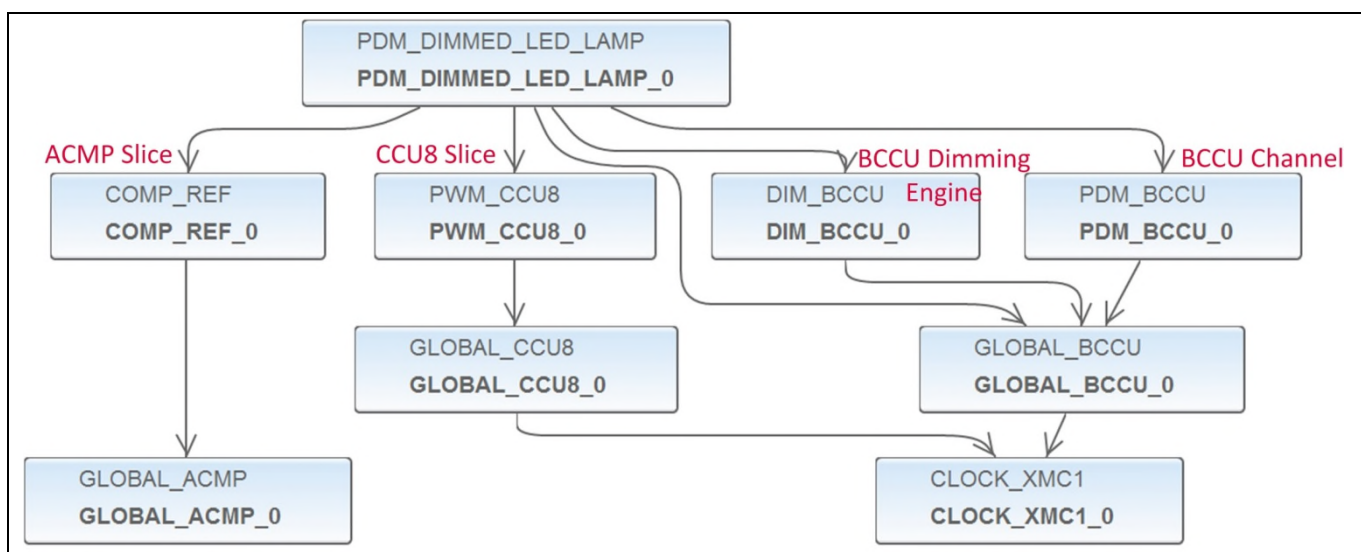 PDM_DIMMED_LED_LAMP
PDM_DIMMED_LED_LAMP_0
ACMP Slice
CCU8 Slice
BCCU Dimming
Engine
BCCU Channel
COMP_REF
COMP_REF_0
PWM_CCU8
PWM_CCU8_0
DIM_BCCU
DIM_BCCU_0
PDM_BCCU
PDM_BCCU_0
GLOBAL_CCU8
GLOBAL_CCU8_0
GLOBAL_BCCU
GLOBAL_BCCU_0
GLOBAL_ACMP
GLOBAL_ACMP_0
CLOCK_XMC1
CLOCK_XMC1_0